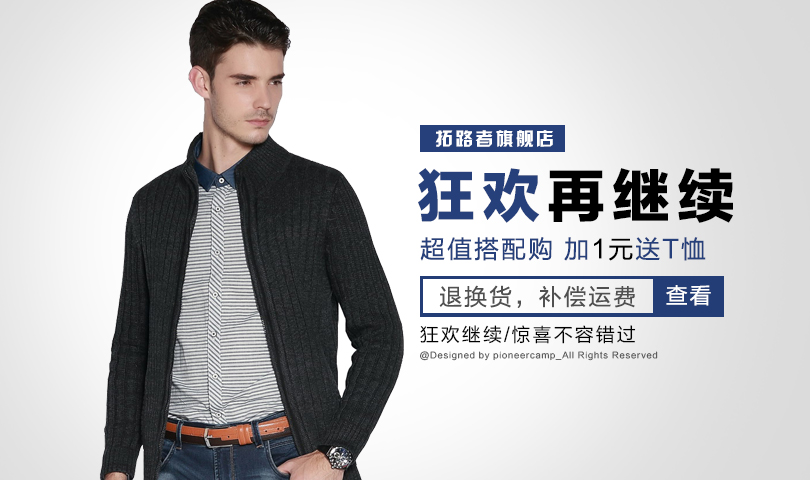 拓路者旗舰店
狂欢再继续
超值搭配购 加1元送T恤
退换货，补偿运费 查看
狂欢继续/惊喜不容错过
@Designed by pioneercamp_All Rights Reserved